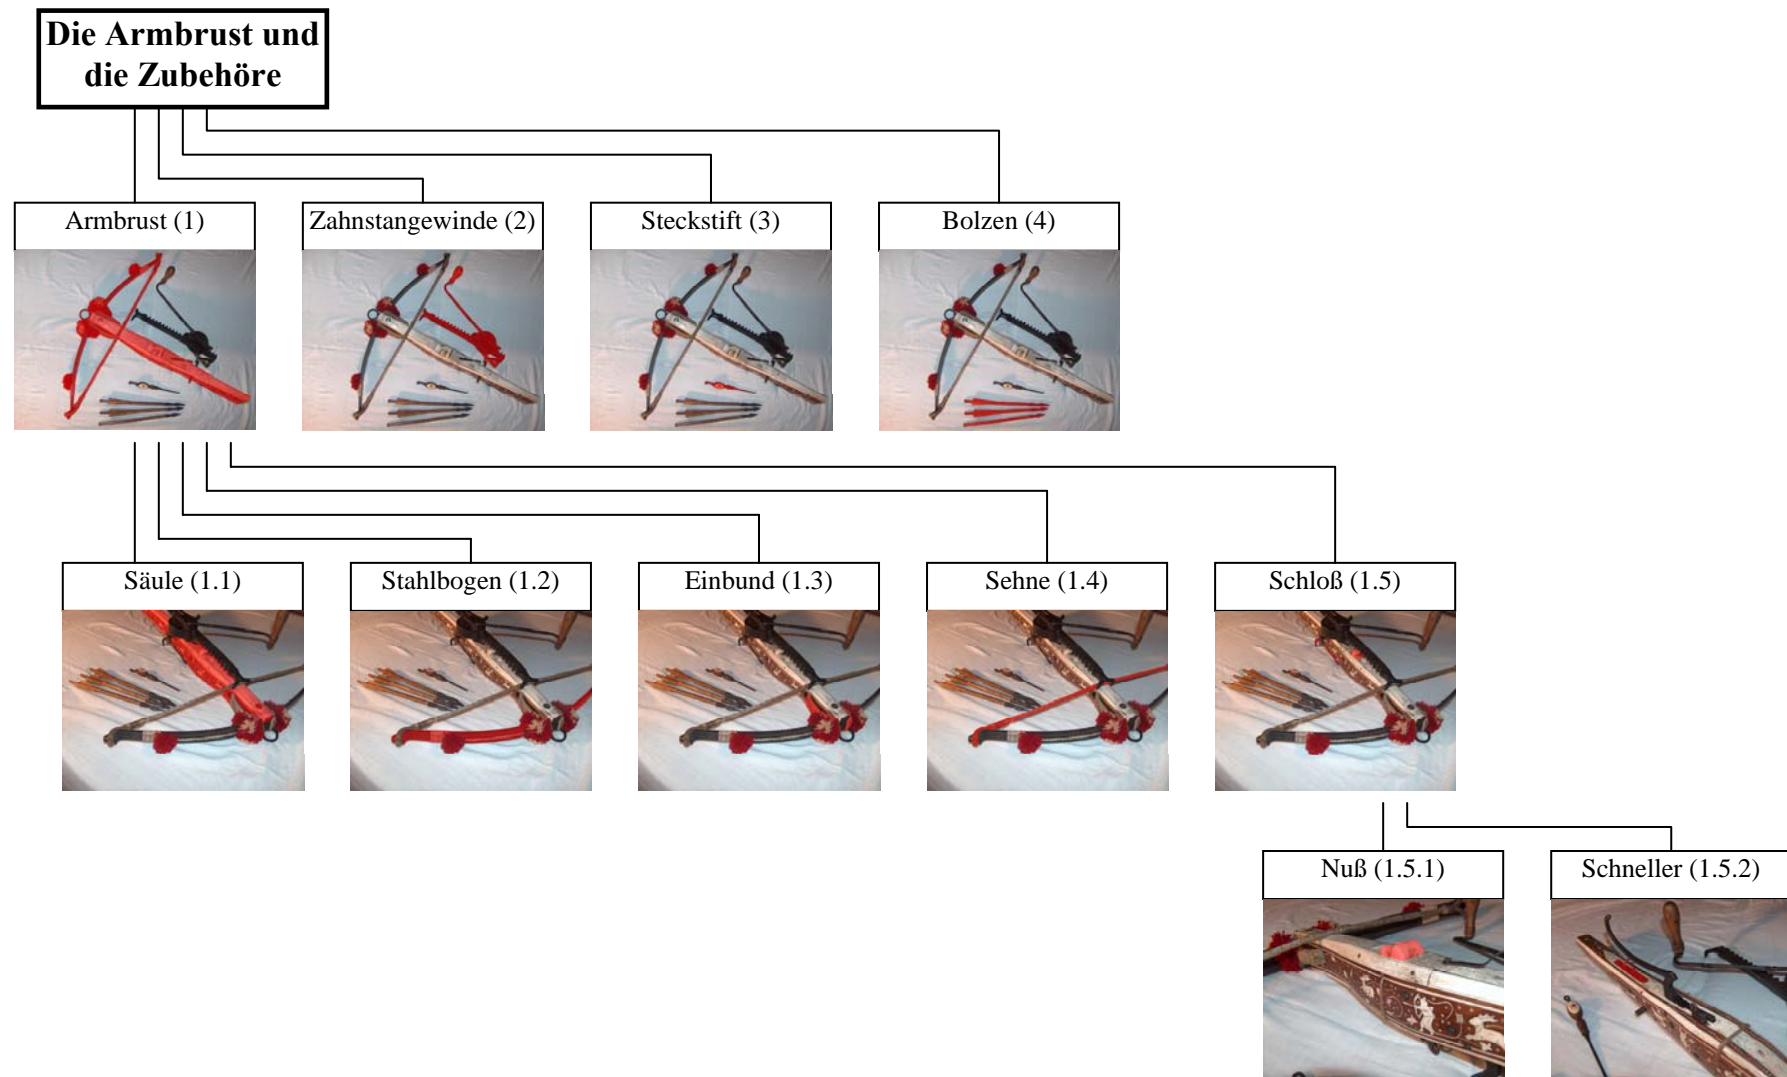 Die Armbrust und
die Zubehöre
Armbrust (1)
Zahnstangewinde (2)
Steckstift (3)
Bolzen (4)
Säule (1.1)
Stahlbogen (1.2)
Einbund (1.3)
Sehne (1.4)
Schloß (1.5)
Nuß (1.5.1)
Schneller (1.5.2)